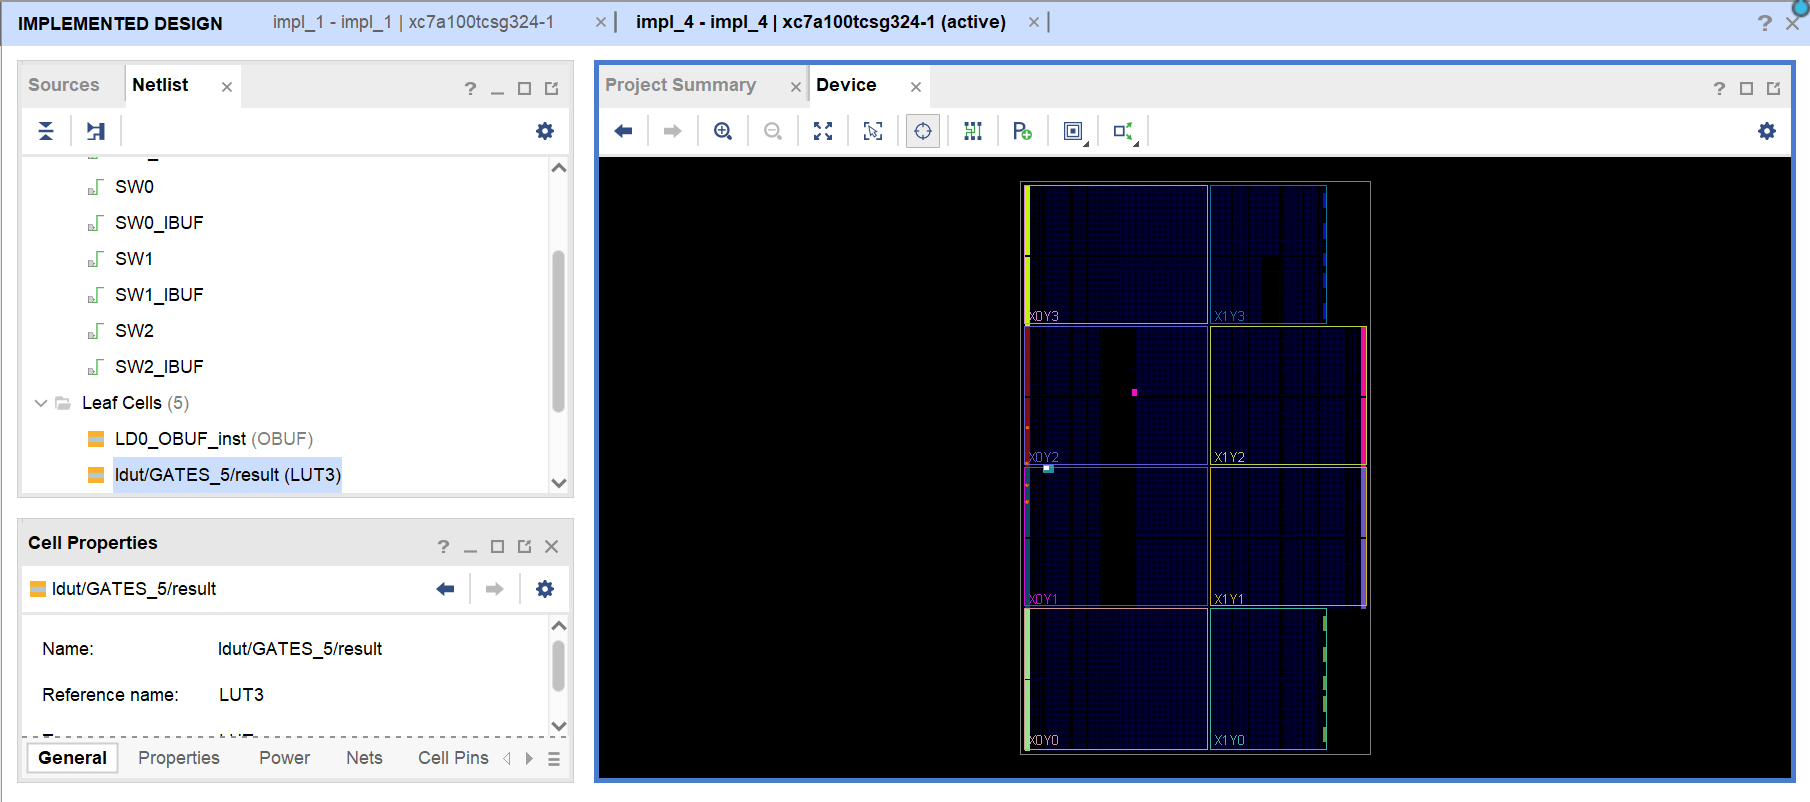 IMPLEMENTED DESIGN
impl_1 - impl_1 | xc7a100tcsg324-1
impl_4 - impl_4 | xc7a100tcsg324-1 (active)
Sources
Netlist
SW0
SW0_IBUF
SW1
SW1_IBUF
SW2
SW2_IBUF
Leaf Cells (5)
LD0_OBUF_inst (OBUF)
ldut/GATES_5/result (LUT3)
Cell Properties
ldut/GATES_5/result
Name: ldut/GATES_5/result
Reference name: LUT3
General
Properties
Power
Nets
Cell Pins
Project Summary
Device
X0Y3
X1Y3
X0Y2
X1Y2
X0Y1
X1Y1
X0Y0
X1Y0